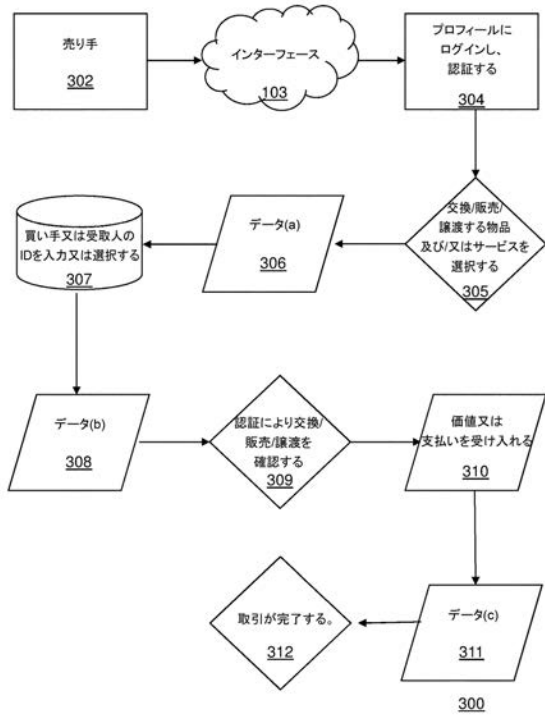 売り手
302
インターフェース
103
プロフィールに
ログインし、
認証する
304
交換/販売/
譲渡する物品
及び/又はサービスを
選択する
305
データ(a)
306
買い手又は受取人の
IDを入力又は選択する
307
データ(b)
308
認証により交換/
販売/譲渡を
確認する
309
価値又は
支払いを受け入れる
310
データ(c)
311
取引が完了する。
312
300